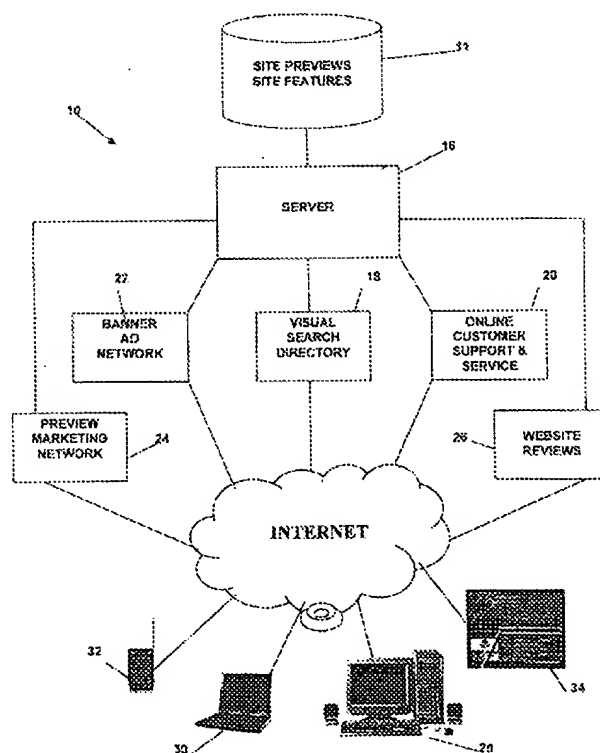 SITE PREVIEWS
SITE FEATURES
10
16
SERVER
22
18
20
BANNER
AD
NETWORK
VISUAL
SEARCH
DIRECTORY
ONLINE
CUSTOMER
SUPPORT &
SERVICE
PREVIEW
MARKETING
NETWORK
24
26
WEBSITE
REVIEWS
INTERNET
32
30
34